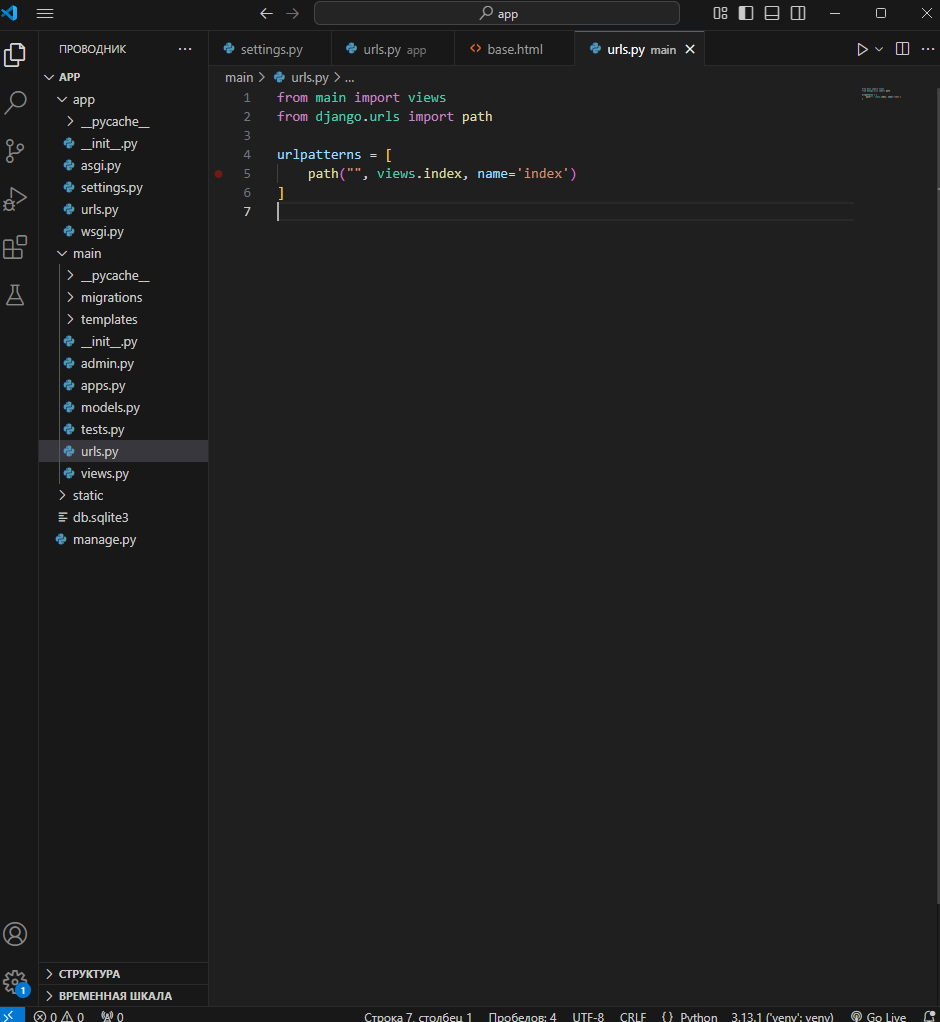 app
ПРОВОДНИК ...
settings.py
urls.py app
base.html
urls.py main
main > urls.py > ...
APP
app
__pycache__
__init__.py
asgi.py
settings.py
urls.py
wsgi.py
main
__pycache__
migrations
templates
__init__.py
admin.py
apps.py
models.py
tests.py
urls.py
views.py
static
db.sqlite3
manage.py
1 from main import views
2 from django.urls import path
3
4 urlpatterns = [
5 path("", views.index, name='index')
6 ]
7
СТРУКТУРА
ВРЕМЕННАЯ ШКАЛА
1
0 0 0 Строка 7, столбец 1 Пробелов: 4 UTF-8 CRLF { } Python 3.13.1 ('venv': venv) Go Live